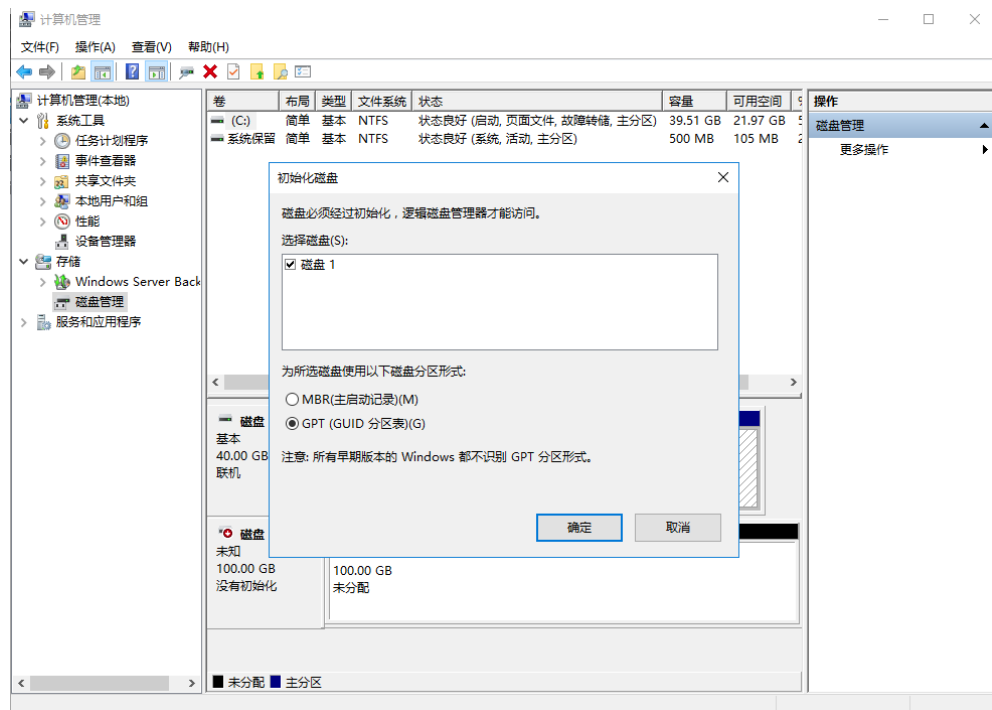 计算机管理
文件(F) 操作(A) 查看(V) 帮助(H)
计算机管理(本地)
系统工具
任务计划程序
事件查看器
共享文件夹
本地用户和组
性能
设备管理器
存储
Windows Server Back
磁盘管理
服务和应用程序
卷 布局 类型 文件系统 状态 容量 可用空间
(C:) 简单 基本 NTFS 状态良好 (启动, 页面文件, 故障转储, 主分区) 39.51 GB 21.97 GB
系统保留 简单 基本 NTFS 状态良好 (系统, 活动, 主分区) 500 MB 105 MB
初始化磁盘
磁盘必须经过初始化，逻辑磁盘管理器才能访问。
选择磁盘(S):
磁盘 1
为所选磁盘使用以下磁盘分区形式:
MBR(主启动记录)(M)
GPT (GUID 分区表)(G)
注意: 所有早期版本的 Windows 都不识别 GPT 分区形式。
确定 取消
磁盘
基本
40.00 GB
联机
磁盘
未知
100.00 GB
没有初始化
100.00 GB
未分配
未分配 主分区
操作
磁盘管理
更多操作